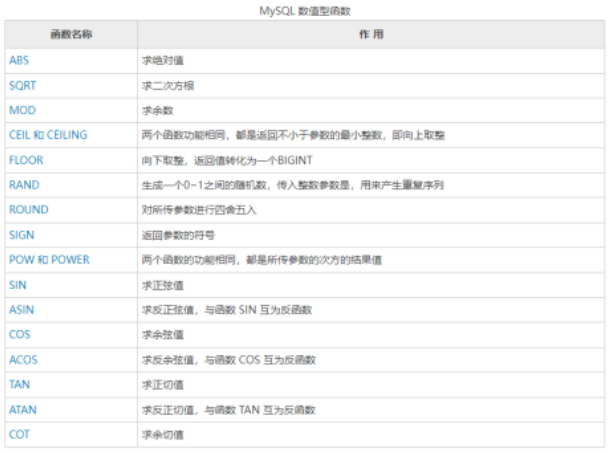 MySQL 数值型函数
函数名称 作 用
ABS 求绝对值
SQRT 求二次方根
MOD 求余数
CEIL 和 CEILING 两个函数功能相同，都是返回不小于参数的最小整数，即向上取整
FLOOR 向下取整，返回值转化为一个BIGINT
RAND 生成一个0~1之间的随机数，传入整数参数是，用来产生重复序列
ROUND 对所传参数进行四舍五入
SIGN 返回参数的符号
POW 和 POWER 两个函数的功能相同，都是所传参数的次方的结果值
SIN 求正弦值
ASIN 求反正弦值，与函数 SIN 互为反函数
COS 求余弦值
ACOS 求反余弦值，与函数 COS 互为反函数
TAN 求正切值
ATAN 求反正切值，与函数 TAN 互为反函数
COT 求余切值